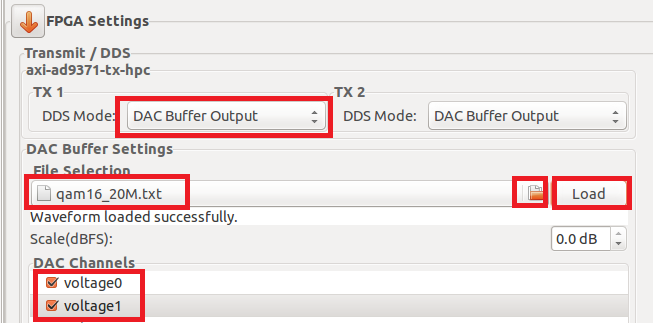 FPGA Settings
Transmit / DDS
axi-ad9371-tx-hpc
TX 1
TX 2
DDS Mode: DAC Buffer Output
DDS Mode: DAC Buffer Output
DAC Buffer Settings
File Selection
qam16_20M.txt
Load
Waveform loaded successfully.
Scale(dBFS): 0.0 dB
DAC Channels
voltage0
voltage1